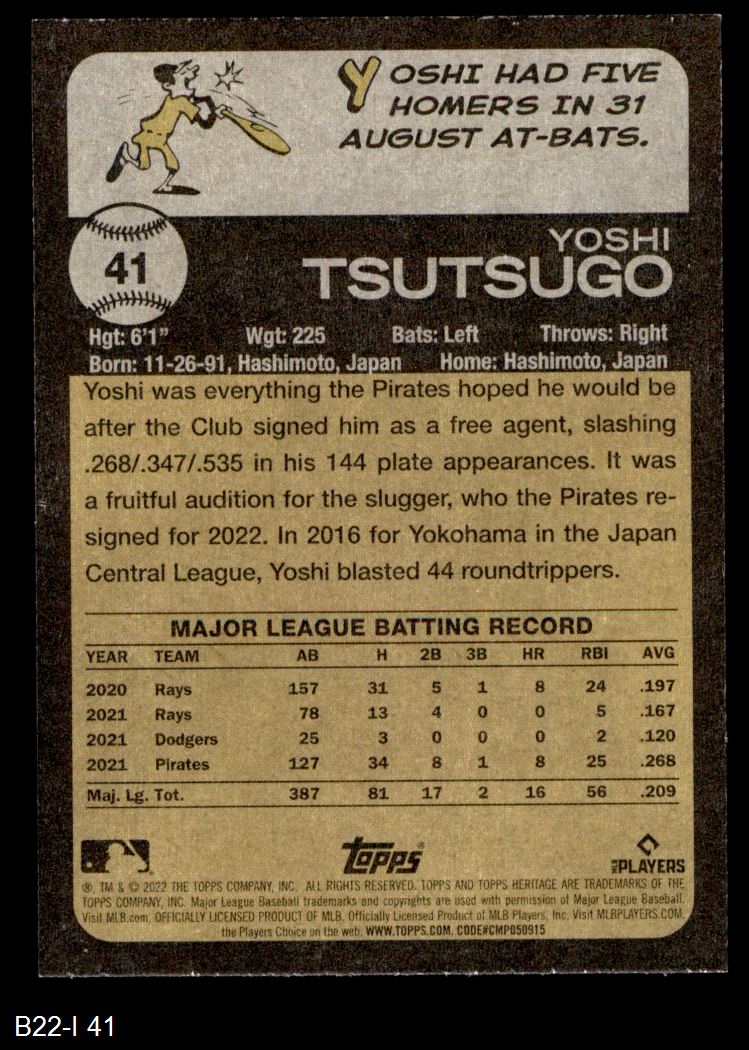 YOSHI HAD FIVE
HOMERS IN 31
AUGUST AT-BATS.
41
YOSHI
TSUTSUGO
Hgt: 6'1" Wgt: 225 Bats: Left Throws: Right
Born: 11-26-91, Hashimoto, Japan Home: Hashimoto, Japan
Yoshi was everything the Pirates hoped he would be
after the Club signed him as a free agent, slashing
.268/.347/.535 in his 144 plate appearances. It was
a fruitful audition for the slugger, who the Pirates re-
signed for 2022. In 2016 for Yokohama in the Japan
Central League, Yoshi blasted 44 roundtrippers.
MAJOR LEAGUE BATTING RECORD
YEAR TEAM AB H 2B 3B HR RBI AVG
2020 Rays 157 31 5 1 8 24 .197
2021 Rays 78 13 4 0 0 5 .167
2021 Dodgers 25 3 0 0 0 2 .120
2021 Pirates 127 34 8 1 8 25 .268
Maj. Lg. Tot. 387 81 17 2 16 56 .209
Topps
MLB PLAYERS
®, TM & © 2022 THE TOPPS COMPANY, INC. ALL RIGHTS RESERVED. TOPPS AND TOPPS HERITAGE ARE TRADEMARKS OF THE
TOPPS COMPANY, INC. Major League Baseball trademarks and copyrights are used with permission of Major League Baseball.
Visit MLB.com. OFFICIALLY LICENSED PRODUCT OF MLB. Officially Licensed Product of MLB Players, Inc. Visit MLBPLAYERS.COM,
the Players Choice on the web. WWW.TOPPS.COM. CODE#CMP050915
B22-I 41